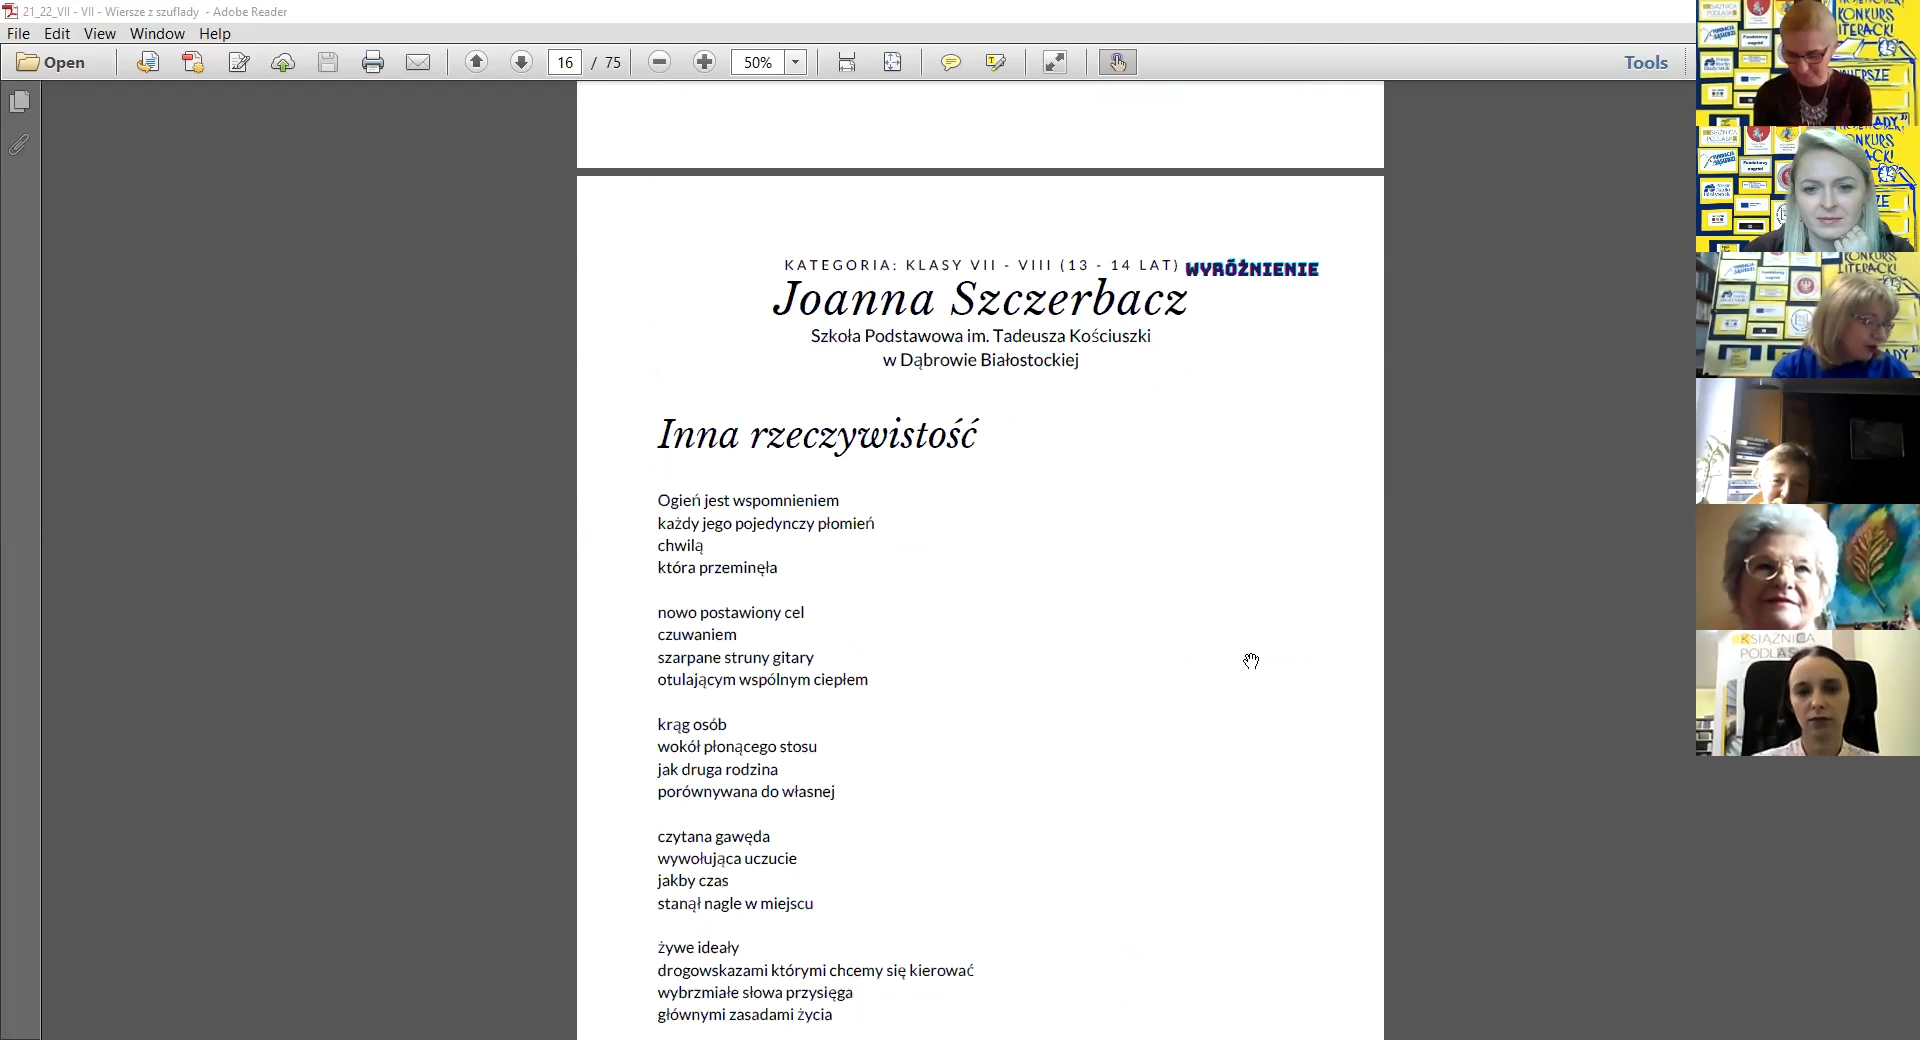 21_22_VII - VII - Wiersze z szuflady - Adobe Reader
File Edit View Window Help
Open 16 / 75 50% Tools
KATEGORIA: KLASY VII - VIII (13 - 14 LAT) WYRÓŻNIENIE
Joanna Szczerbacz
Szkoła Podstawowa im. Tadeusza Kościuszki
w Dąbrowie Białostockiej
Inna rzeczywistość
Ogień jest wspomnieniem
każdy jego pojedynczy płomień
chwilą
która przeminęła
nowo postawiony cel
czuwaniem
szarpane struny gitary
otulającym wspólnym ciepłem
krąg osób
wokół płonącego stosu
jak druga rodzina
porównywana do własnej
czytana gawęda
wywołująca uczucie
jakby czas
stanął nagle w miejscu
żywe ideały
drogowskazami którymi chcemy się kierować
wybrzmiałe słowa przysięga
głównymi zasadami życia
KONKURS
KSIĄŻNICA
PODLAS